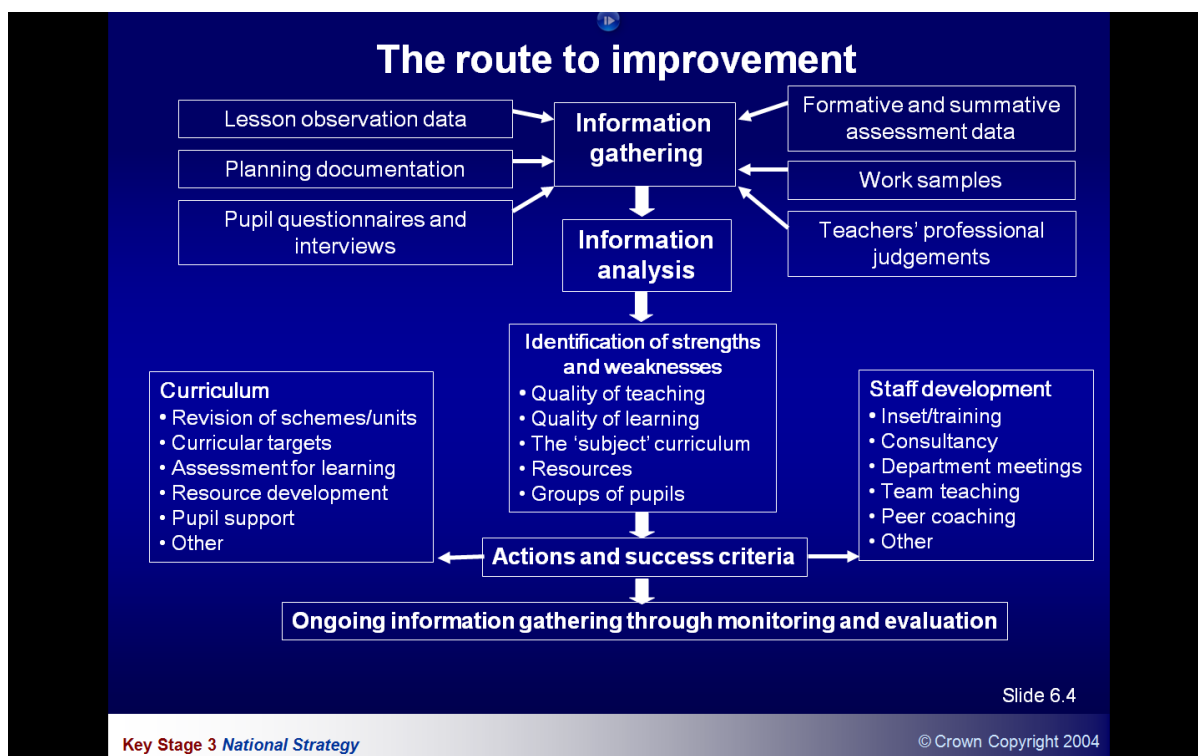 The route to improvement
Lesson observation data
Planning documentation
Pupil questionnaires and
interviews
Information
gathering
Formative and summative
assessment data
Work samples
Teachers' professional
judgements
Information
analysis
Identification of strengths
and weaknesses
• Quality of teaching
• Quality of learning
• The 'subject' curriculum
• Resources
• Groups of pupils
Curriculum
• Revision of schemes/units
• Curricular targets
• Assessment for learning
• Resource development
• Pupil support
• Other
Staff development
• Inset/training
• Consultancy
• Department meetings
• Team teaching
• Peer coaching
• Other
Actions and success criteria
Ongoing information gathering through monitoring and evaluation
Slide 6.4
Key Stage 3 National Strategy
© Crown Copyright 2004